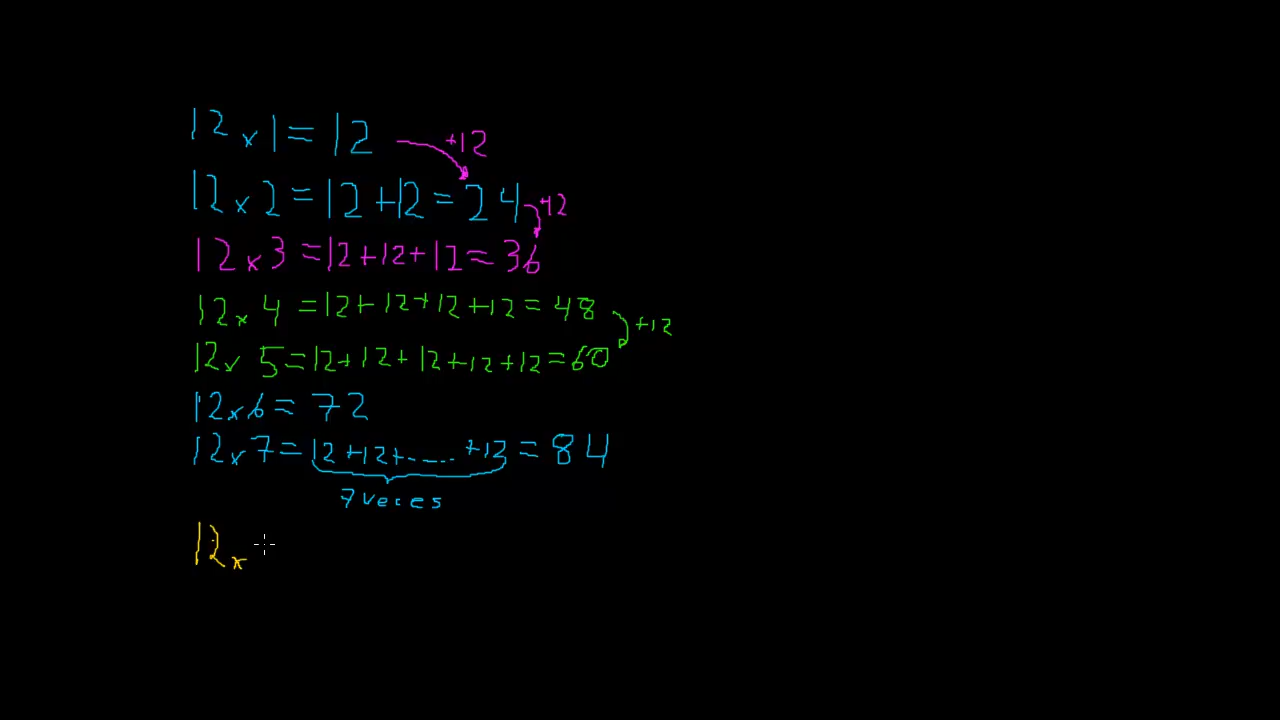 12 x 1 = 12 +12
12 x 2 = 12 + 12 = 24 +12
12 x 3 = 12 + 12 + 12 = 36
12 x 4 = 12 + 12 + 12 + 12 = 48 +12
12 x 5 = 12 + 12 + 12 + 12 + 12 = 60
12 x 6 = 72
12 x 7 = 12 + 12 + ...... + 12 = 84
7 veces
12 x